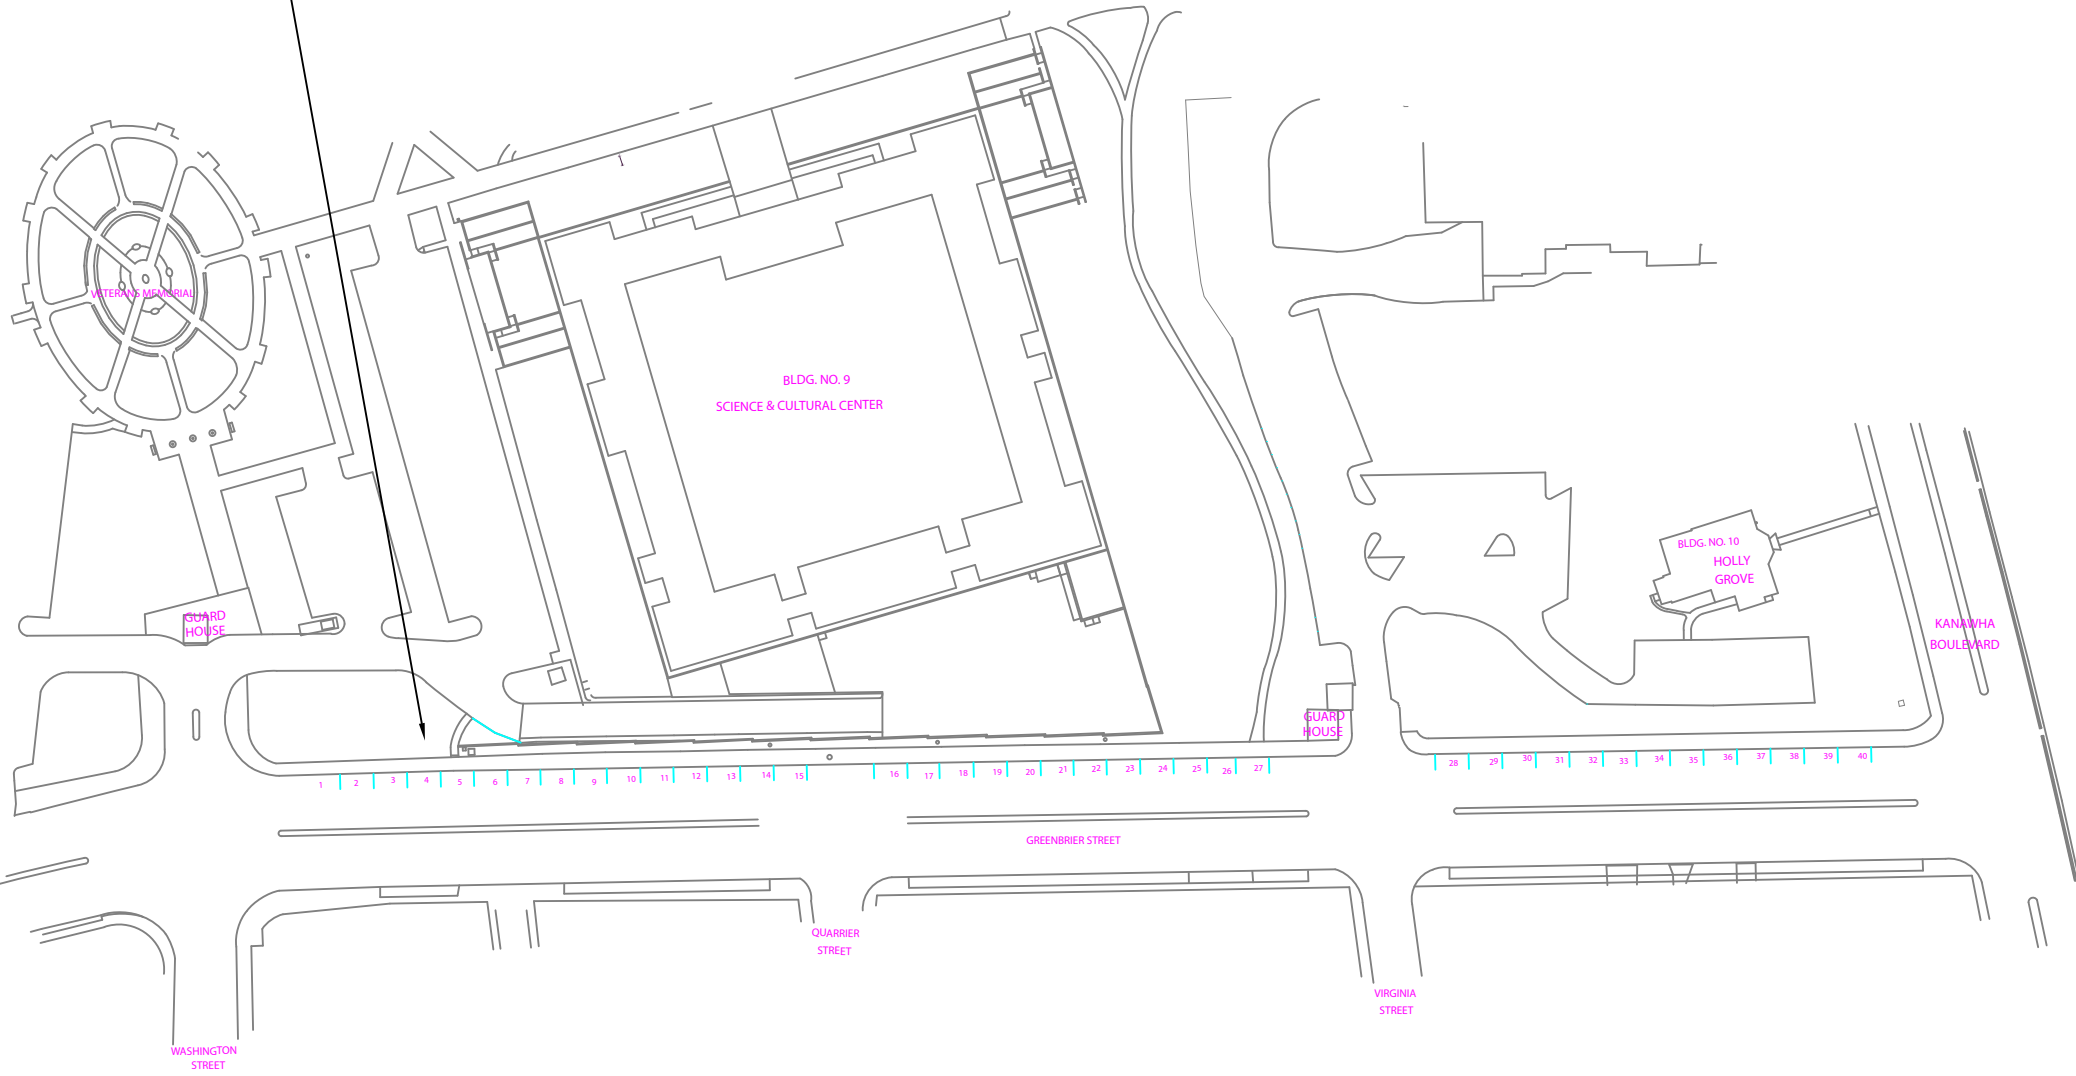 1
VETERANS MEMORIAL
BLDG. NO. 9
SCIENCE & CULTURAL CENTER
BLDG. NO. 10
HOLLY
GROVE
GUARD
HOUSE
KANAWHA
BOULEVARD
GUARD
HOUSE
1 2 3 4 5 6 7 8 9 10 11 12 13 14 15 16 17 18 19 20 21 22 23 24 25 26 27 28 29 30 31 32 33 34 35 36 37 38 39 40
GREENBRIER STREET
QUARRIER
STREET
VIRGINIA
STREET
WASHINGTON
STREET